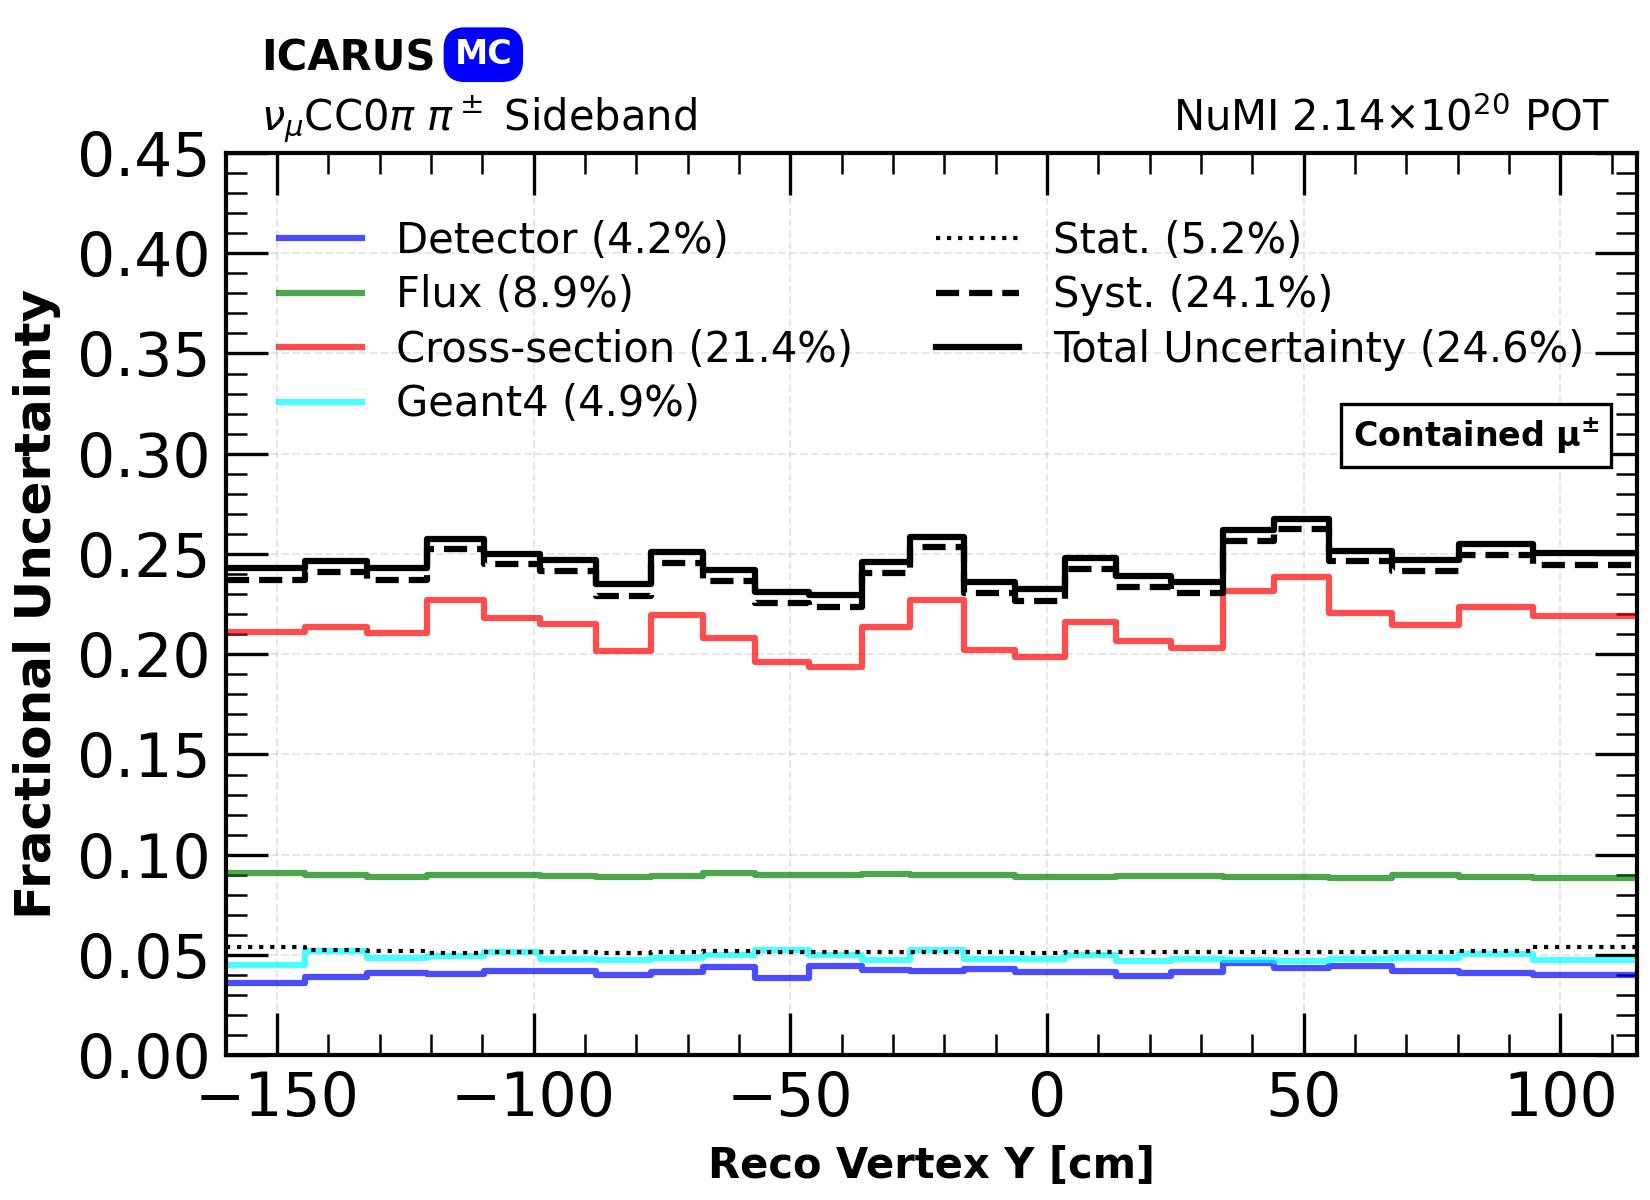 ICARUS MC
νμCC0π π± Sideband NuMI 2.14×10²⁰ POT
0.45
0.40
0.35
0.30
0.25
0.20
0.15
0.10
0.05
0.00
Fractional Uncertainty
Detector (4.2%)
Flux (8.9%)
Cross-section (21.4%)
Geant4 (4.9%)
Stat. (5.2%)
Syst. (24.1%)
Total Uncertainty (24.6%)
Contained μ±
−150 −100 −50 0 50 100
Reco Vertex Y [cm]